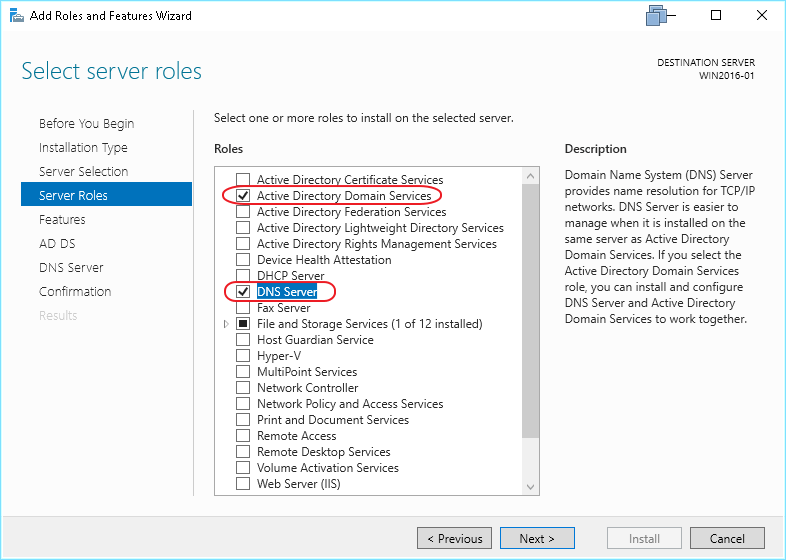 Add Roles and Features Wizard
Select server roles
DESTINATION SERVER
WIN2016-01
Before You Begin
Installation Type
Server Selection
Server Roles
Features
AD DS
DNS Server
Confirmation
Results
Select one or more roles to install on the selected server.
Roles
Active Directory Certificate Services
Active Directory Domain Services
Active Directory Federation Services
Active Directory Lightweight Directory Services
Active Directory Rights Management Services
Device Health Attestation
DHCP Server
DNS Server
Fax Server
File and Storage Services (1 of 12 installed)
Host Guardian Service
Hyper-V
MultiPoint Services
Network Controller
Network Policy and Access Services
Print and Document Services
Remote Access
Remote Desktop Services
Volume Activation Services
Web Server (IIS)
Description
Domain Name System (DNS) Server
provides name resolution for TCP/IP
networks. DNS Server is easier to
manage when it is installed on the
same server as Active Directory
Domain Services. If you select the
Active Directory Domain Services
role, you can install and configure
DNS Server and Active Directory
Domain Services to work together.
< Previous
Next >
Install
Cancel